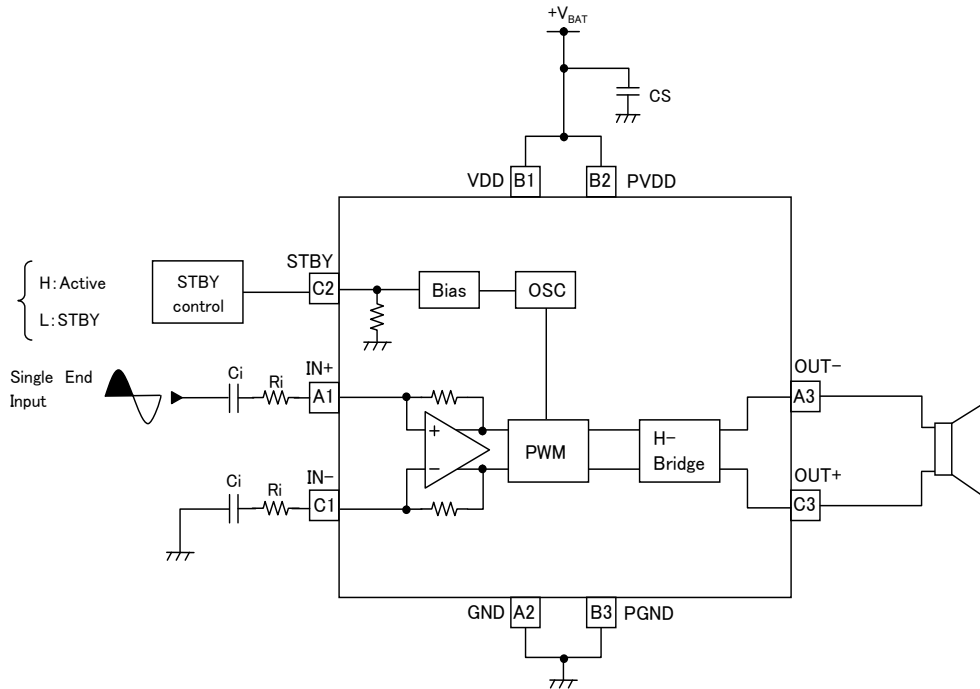 +VBAT
CS
VDD B1
B2 PVDD
STBY
C2
H:Active
L:STBY
STBY
control
Bias
OSC
Single End
Input
Ci
Ri
IN+
A1
OUT-
A3
+
-
PWM
H-
Bridge
Ci
Ri
IN-
C1
OUT+
C3
GND A2
B3 PGND